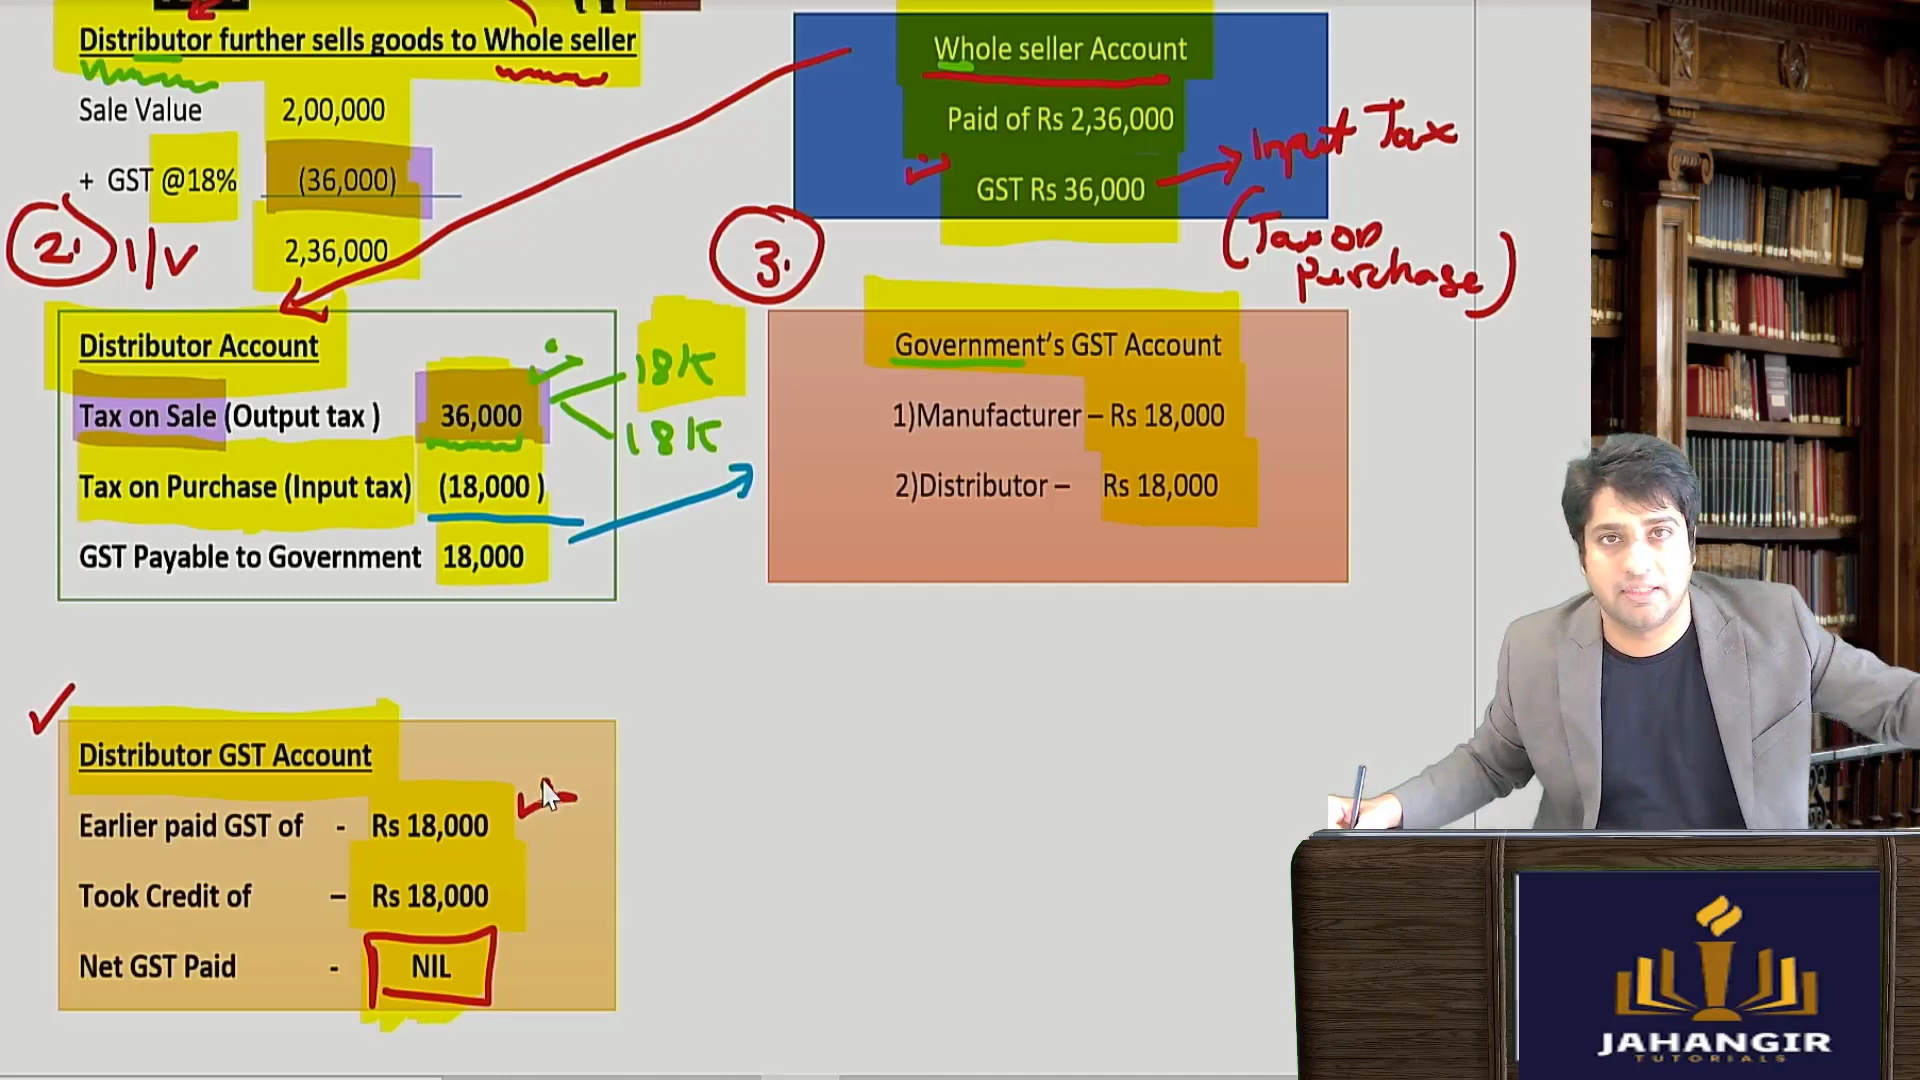 Distributor further sells goods to Whole seller
Sale Value 2,00,000
+ GST @18% (36,000)
2,36,000
2. I/V
Whole seller Account
Paid of Rs 2,36,000
GST Rs 36,000
Input Tax
(Tax on
purchase)
3.
Distributor Account
Tax on Sale (Output tax ) 36,000
18K
18K
Tax on Purchase (Input tax) (18,000 )
GST Payable to Government 18,000
Government's GST Account
1)Manufacturer – Rs 18,000
2)Distributor – Rs 18,000
Distributor GST Account
Earlier paid GST of - Rs 18,000
Took Credit of – Rs 18,000
Net GST Paid - NIL
JAHANGIR
TUTORIALS